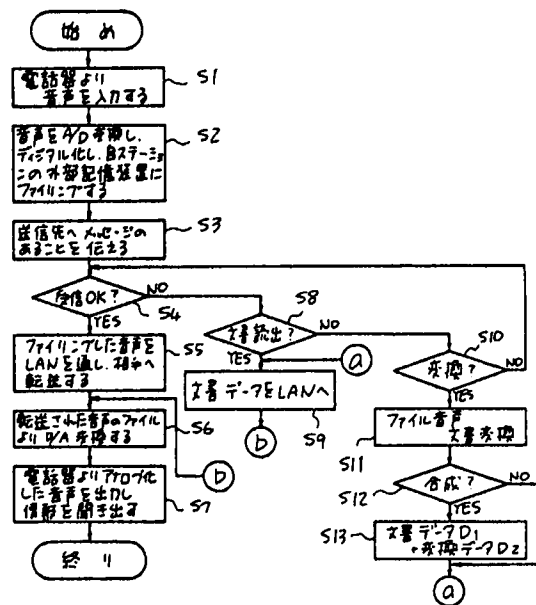 始め
電話器より
音声を入力する
S1
音声をA/D変換し、
ディジタル化し、自ステーショ
ンの外部記憶装置に
ファイリングする
S2
送信先へメッセージの
あることを伝える
S3
受信OK?
NO
S4
YES
ファイリングした音声を
LANを通し、相手へ
転送する
S5
転送された音声のファイル
よりD/A変換する
S6
電話器よりアナログ化
した音声を出力し
情報を聞き出す
S7
終り
S8
文書読出?
NO
YES
a
文書データをLANへ
S9
b
b
S10
変換?
NO
YES
ファイル音声
文書変換
S11
S12
合成?
NO
YES
S13
文書データD1
+変換データD2
a